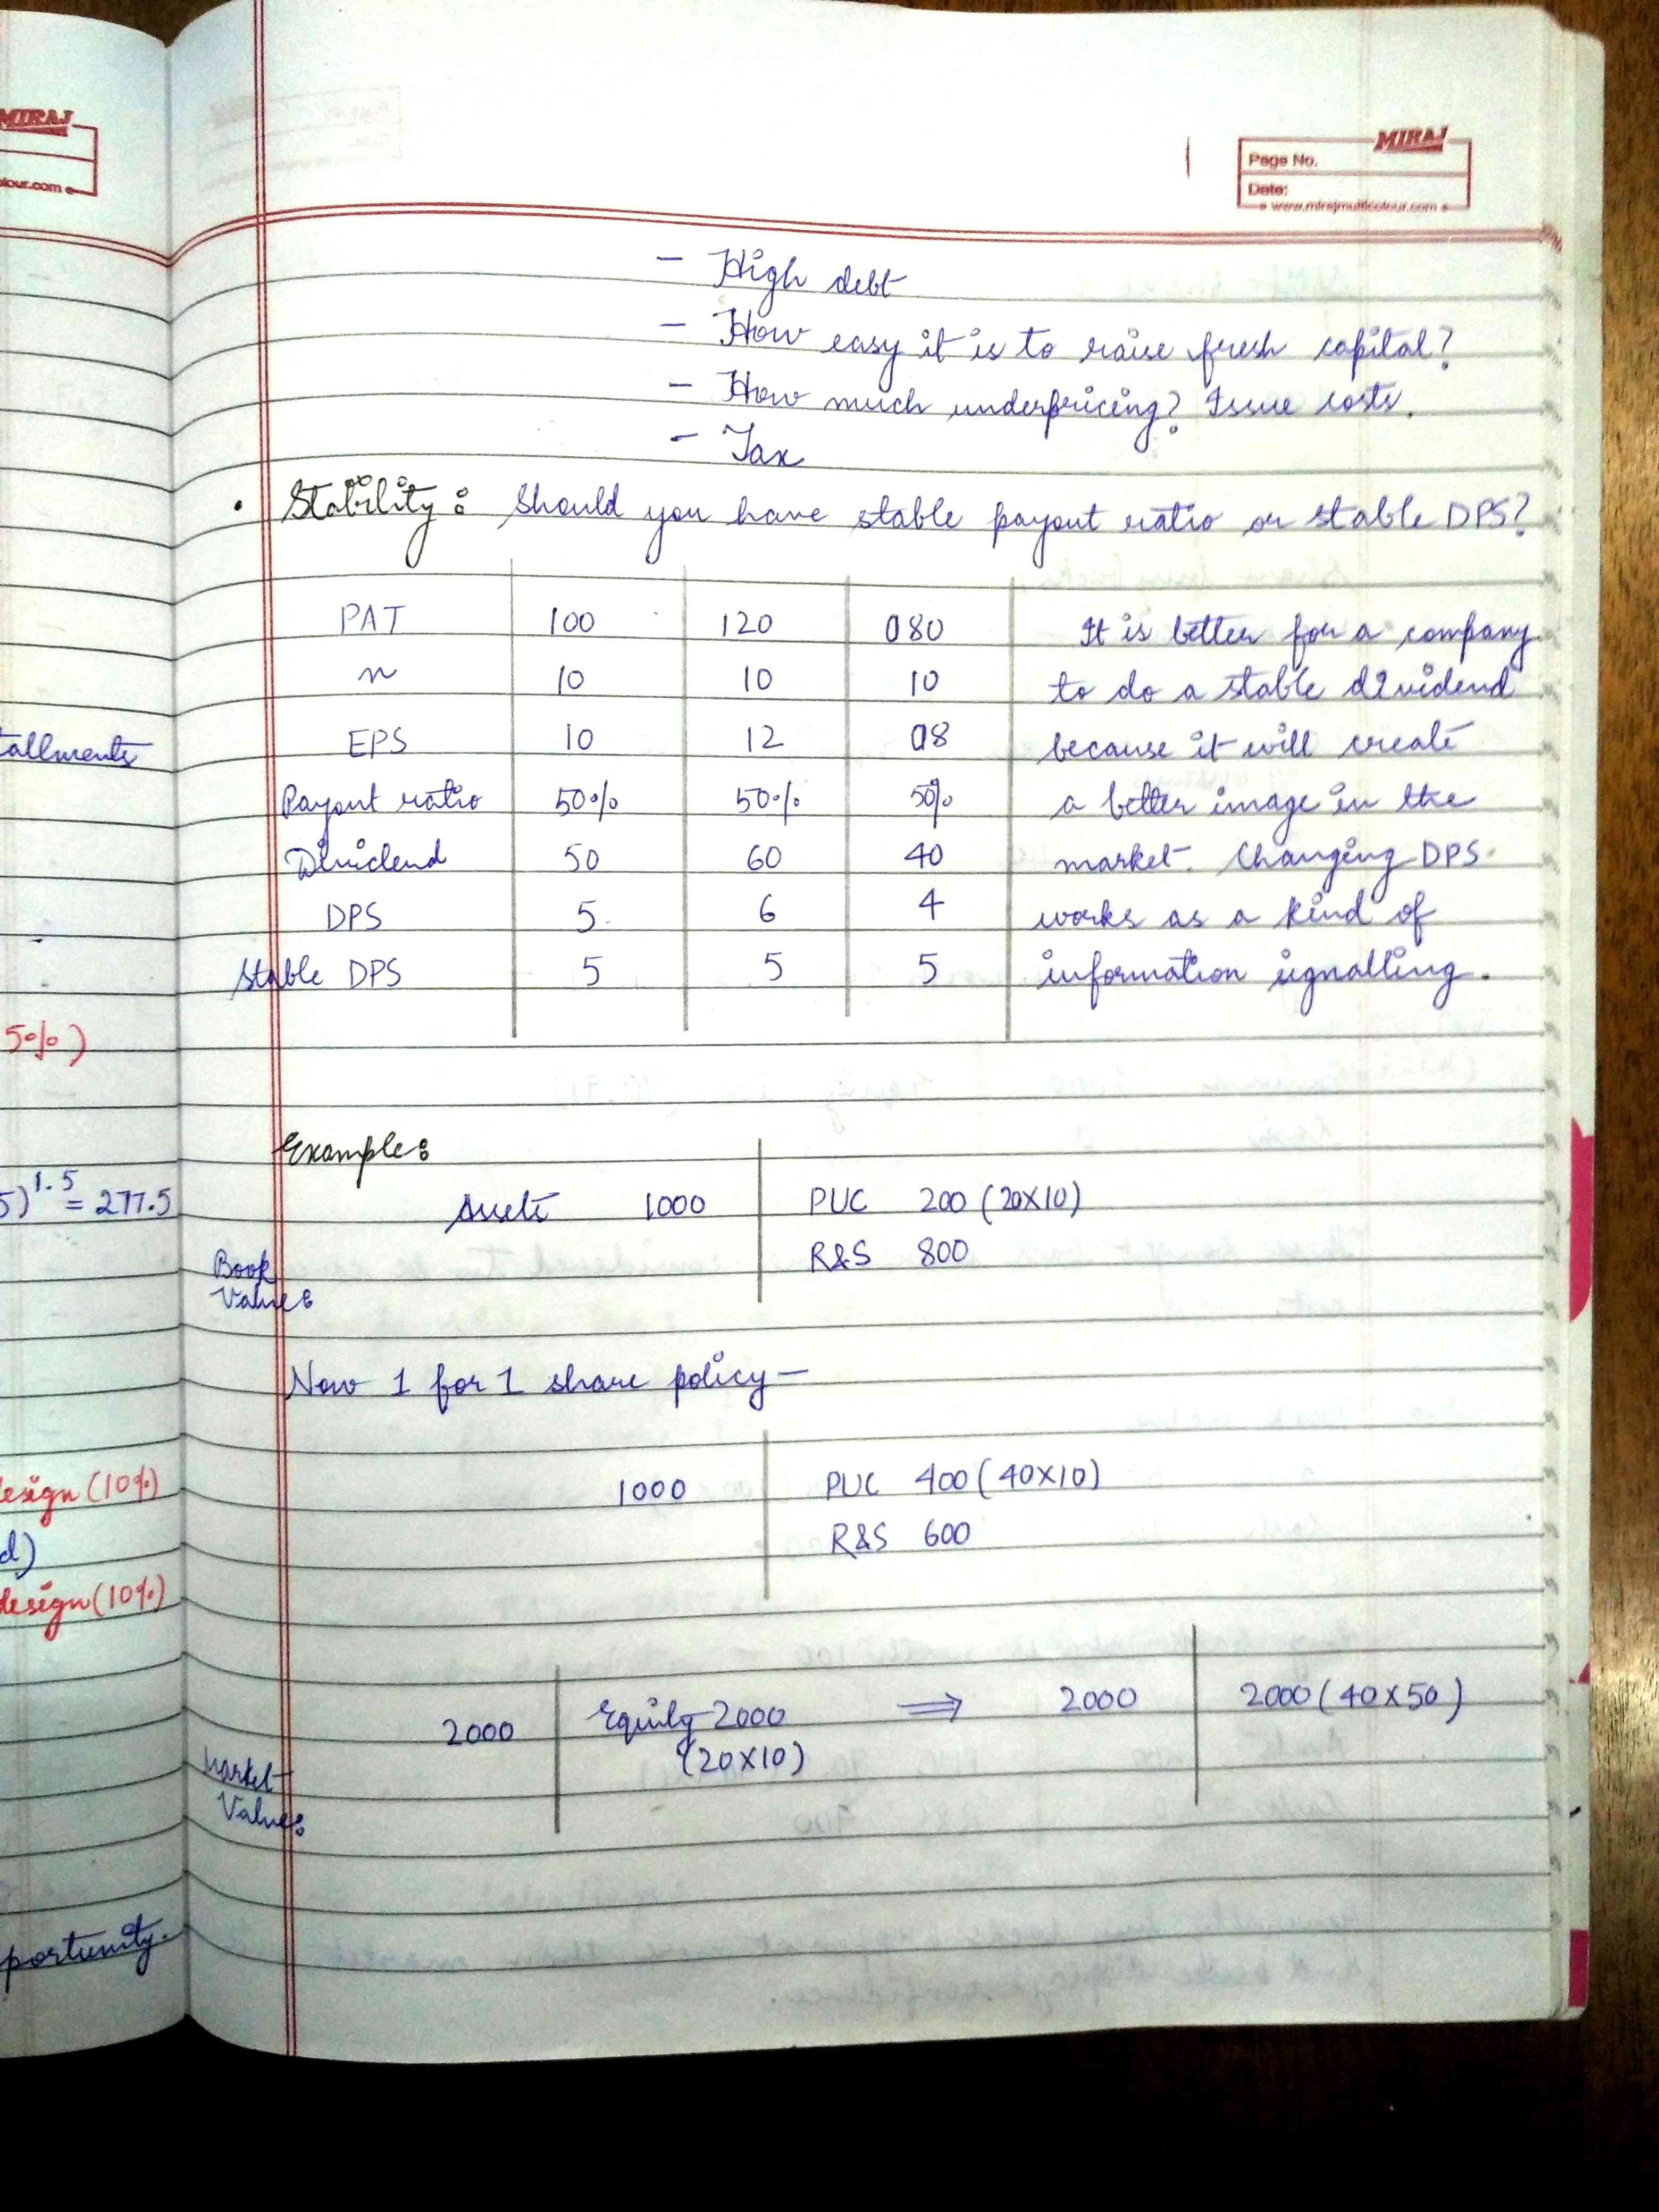 MIRAJ
lour.com
tallments
5%)
5)^1.5 = 277.5
esign (10%)
d)
design (10%)
pportunity.
MIRAJ
Page No.
Date:
www.mirajmulticolour.com
- High debt
- How easy it is to raise fresh capital?
- How much underpricing? Issue costs.
- Tax
• Stability: Should you have stable payout ratio or stable DPS?
PAT 100 120 080 It is better for a company
n 10 10 10 to do a stable dividend
EPS 10 12 08 because it will create
Payout ratio 50% 50% 50% a better image in the
Dividend 50 60 40 market. Changing DPS
DPS 5 6 4 works as a kind of
Stable DPS 5 5 5 information signalling.
Example:
Assets 1000 PUC 200 (20X10)
R&S 800
Book
Value:
Now 1 for 1 share policy—
1000 PUC 400 (40X10)
R&S 600
2000 Equity 2000 ⟹ 2000 2000 (40X50)
(20X10)
Market
Value: